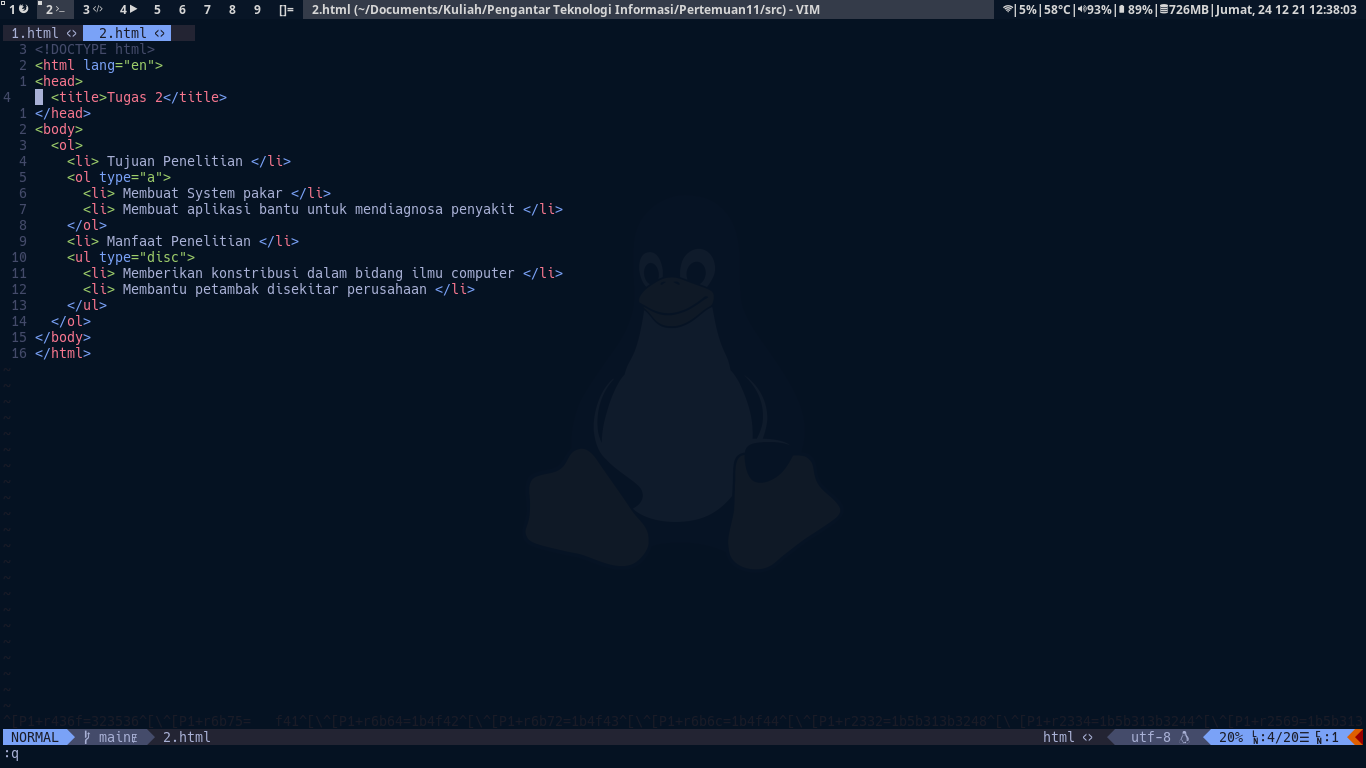 1 2 3 4 5 6 7 8 9 []= 2.html (~/Documents/Kuliah/Pengantar Teknologi Informasi/Pertemuan11/src) - VIM |5%|58°C|93%| 89%|726MB|Jumat, 24 12 21 12:38:03
1.html <> 2.html <>
3 <!DOCTYPE html>
2 <html lang="en">
1 <head>
4 <title>Tugas 2</title>
1 </head>
2 <body>
3 <ol>
4 <li> Tujuan Penelitian </li>
5 <ol type="a">
6 <li> Membuat System pakar </li>
7 <li> Membuat aplikasi bantu untuk mendiagnosa penyakit </li>
8 </ol>
9 <li> Manfaat Penelitian </li>
10 <ul type="disc">
11 <li> Memberikan konstribusi dalam bidang ilmu computer </li>
12 <li> Membantu petambak disekitar perusahaan </li>
13 </ul>
14 </ol>
15 </body>
16 </html>
^[P1+r436f=323536^[\^[P1+r6b75= f41^[\^[P1+r6b64=1b4f42^[\^[P1+r6b72=1b4f43^[\^[P1+r6b6c=1b4f44^[\^[P1+r2332=1b5b313b3248^[\^[P1+r2334=1b5b313b3244^[\^[P1+r2569=1b5b313
NORMAL main 2.html html <> utf-8 20% :4/20 :1
:q